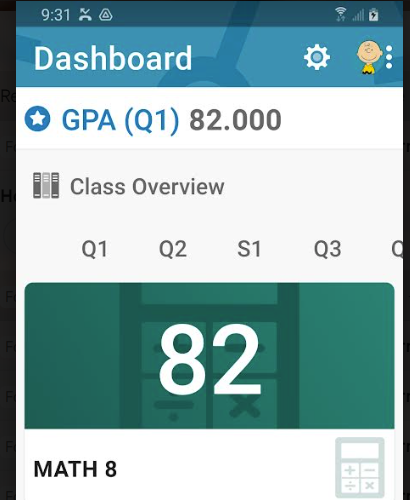 9:31
Dashboard
GPA (Q1) 82.000
Class Overview
Q1 Q2 S1 Q3
82
MATH 8